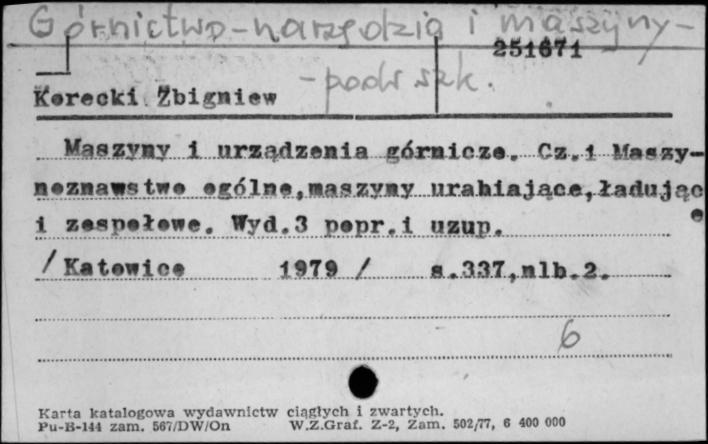 Górnictwo-narzędzia i maszyny-
251671
-podr szk.
Korecki Zbigniew
Maszyny i urządzenia górnicze. Cz.1 Maszy-
noznawstwo ogólne,maszyny urabiające,ładując
e
i zespołowe. Wyd.3 popr.i uzup.
/Katowice 1979 / s.337,nlb.2.
6
Karta katalogowa wydawnictw ciągłych i zwartych.
Pu-B-144 zam. 567/DW/On W.Z.Graf. Z-2, Zam. 502/77, 6 400 000